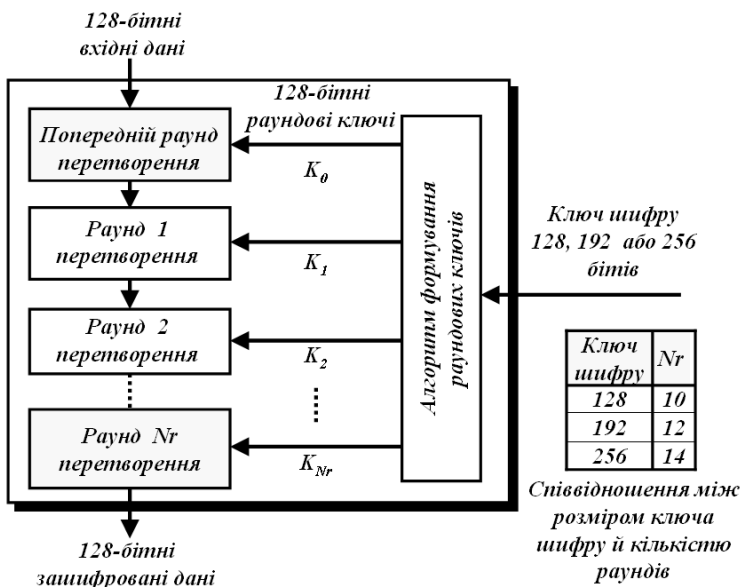 128-бітні
вхідні дані
128-бітні
раундові ключі
Попередній раунд
перетворення
K0
Раунд 1
перетворення
K1
Раунд 2
перетворення
K2
Раунд Nr
перетворення
KNr
128-бітні
зашифровані дані
Алгоритм формування
раундових ключів
Ключ шифру
128, 192 або 256
бітів
Ключ шифру Nr
128 10
192 12
256 14
Співвідношення між
розміром ключа
шифру й кількістю
раундів